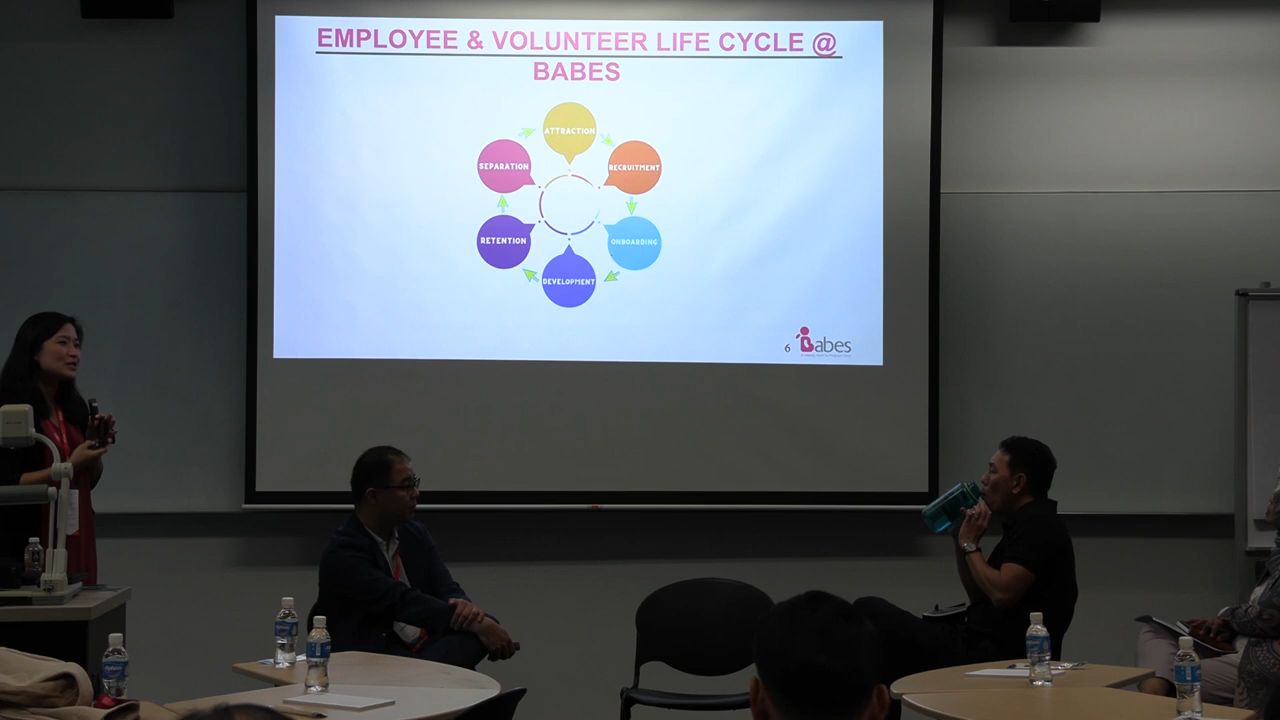 EMPLOYEE & VOLUNTEER LIFE CYCLE @
BABES
ATTRACTION
RECRUITMENT
ONBOARDING
DEVELOPMENT
RETENTION
SEPARATION
6
Babes